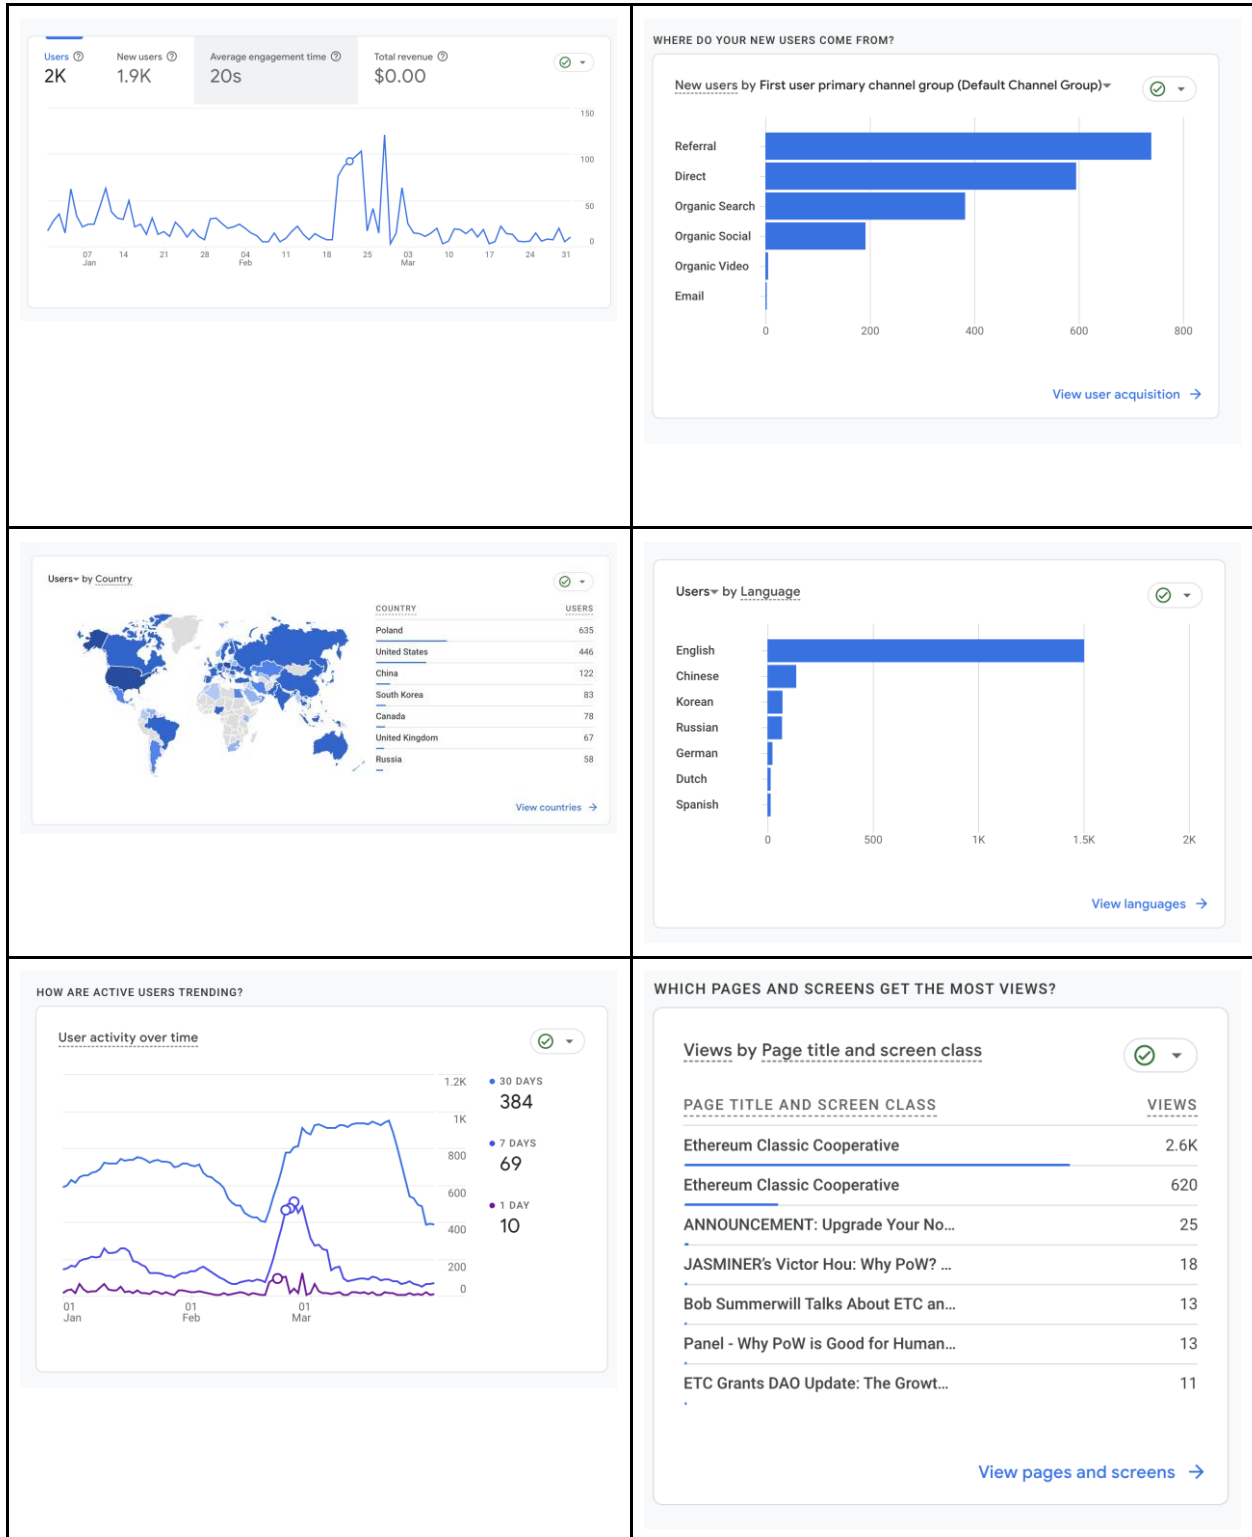 Users New users Average engagement time Total revenue
2K 1.9K 20s $0.00
150
100
50
0
07 14 21 28 04 11 18 25 03 10 17 24 31
Jan Feb Mar
WHERE DO YOUR NEW USERS COME FROM?
New users by First user primary channel group (Default Channel Group)
Referral
Direct
Organic Search
Organic Social
Organic Video
Email
0 200 400 600 800
View user acquisition
Users by Country
COUNTRY USERS
Poland 635
United States 446
China 122
South Korea 83
Canada 78
United Kingdom 67
Russia 58
View countries
Users by Language
English
Chinese
Korean
Russian
German
Dutch
Spanish
0 500 1K 1.5K 2K
View languages
HOW ARE ACTIVE USERS TRENDING?
User activity over time
1.2K
1K
800
600
400
200
0
01 01 01
Jan Feb Mar
30 DAYS
384
7 DAYS
69
1 DAY
10
WHICH PAGES AND SCREENS GET THE MOST VIEWS?
Views by Page title and screen class
PAGE TITLE AND SCREEN CLASS VIEWS
Ethereum Classic Cooperative 2.6K
Ethereum Classic Cooperative 620
ANNOUNCEMENT: Upgrade Your No... 25
JASMINER's Victor Hou: Why PoW? ... 18
Bob Summerwill Talks About ETC an... 13
Panel - Why PoW is Good for Human... 13
ETC Grants DAO Update: The Growt... 11
View pages and screens